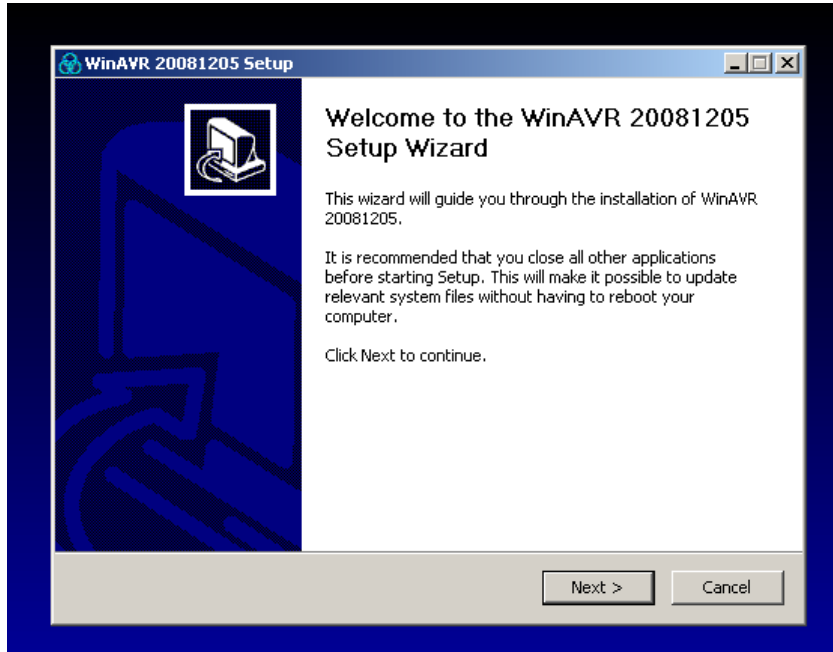 WinAVR 20081205 Setup
Welcome to the WinAVR 20081205
Setup Wizard
This wizard will guide you through the installation of WinAVR
20081205.
It is recommended that you close all other applications
before starting Setup. This will make it possible to update
relevant system files without having to reboot your
computer.
Click Next to continue.
Next >
Cancel